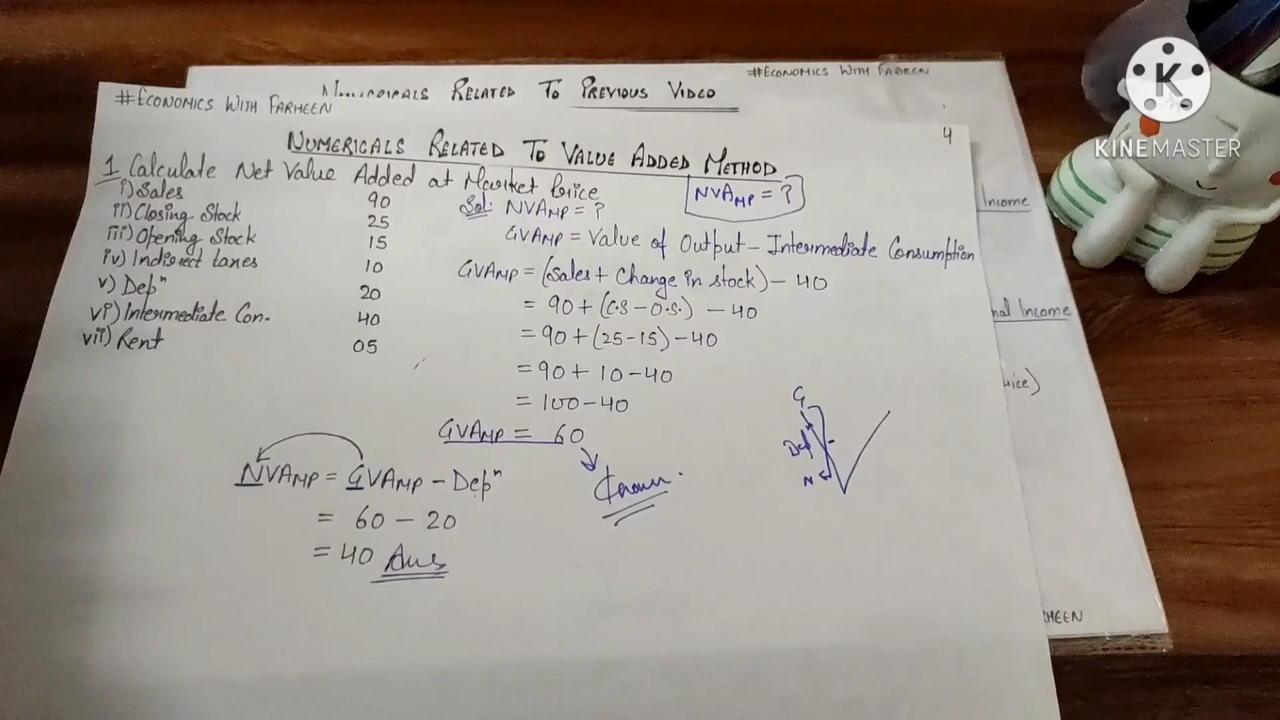 #ECONOMICS WITH FARHEEN
RELATED TO PREVIOUS VIDEO
#ECONOMICS WITH FARHEEN
4
NUMERICALS RELATED TO VALUE ADDED METHOD
1 Calculate Net Value Added at Market Price
NVAMP = ?
i) Sales 90
ii) Closing Stock 25
iii) Opening Stock 15
iv) Indirect taxes 10
v) Depⁿ 20
vi) Intermediate Con. 40
vii) Rent 05
Sol: NVAMP = ?
GVAMP = Value of Output - Intermediate Consumption
GVAMP = (Sales + Change in stock) - 40
= 90 + (C.S - O.S.) - 40
= 90 + (25 - 15) - 40
= 90 + 10 - 40
= 100 - 40
GVAMP = 60
Known.
NVAMP = GVAMP - Depⁿ
= 60 - 20
= 40 Ans
G
Depⁿ
N
Income
nal Income
rice)
RHEEN
K
KINEMASTER